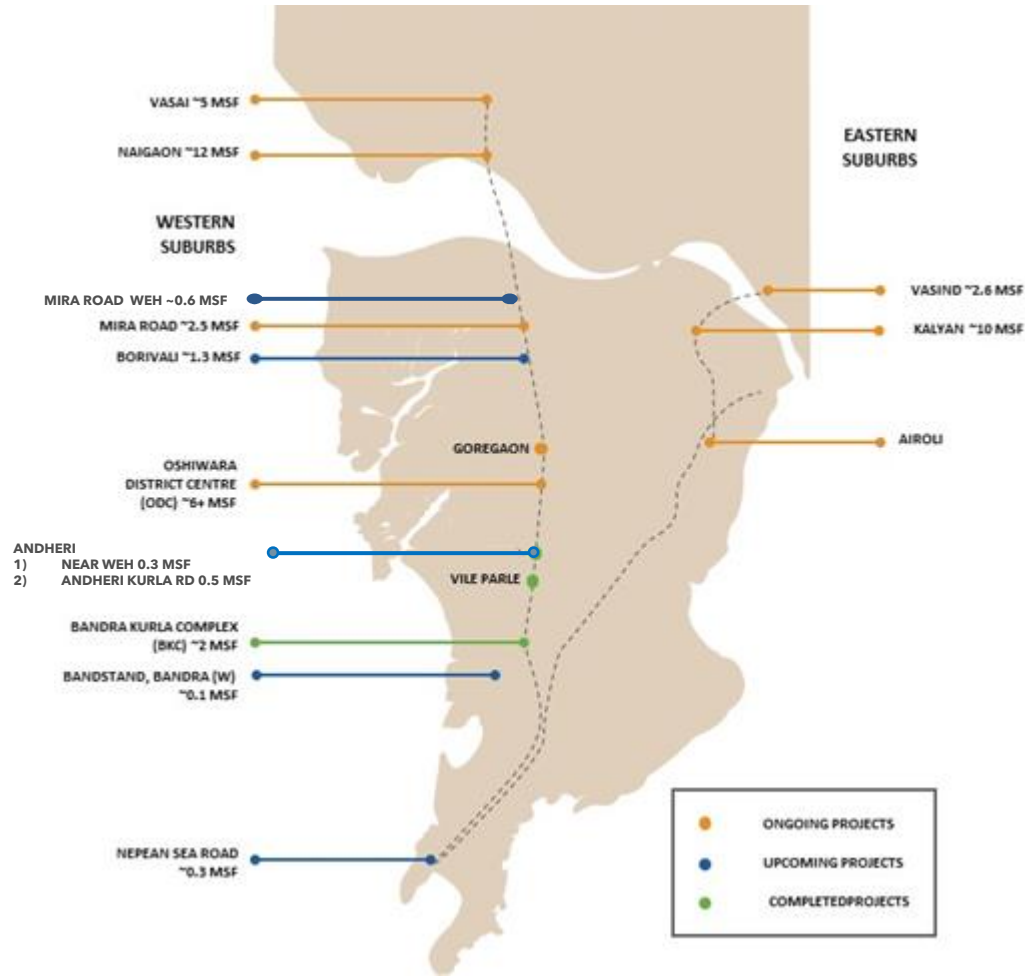 VASAI ~5 MSF
NAIGAON ~12 MSF
EASTERN
SUBURBS
WESTERN
SUBURBS
MIRA ROAD WEH ~0.6 MSF
VASIND ~2.6 MSF
MIRA ROAD ~2.5 MSF
KALYAN ~10 MSF
BORIVALI ~1.3 MSF
GOREGAON
AIROLI
OSHIWARA
DISTRICT CENTRE
(ODC) ~6+ MSF
ANDHERI
1) NEAR WEH 0.3 MSF
2) ANDHERI KURLA RD 0.5 MSF
VILE PARLE
BANDRA KURLA COMPLEX
(BKC) ~2 MSF
BANDSTAND, BANDRA (W)
~0.1 MSF
NEPEAN SEA ROAD
~0.3 MSF
ONGOING PROJECTS
UPCOMING PROJECTS
COMPLETEDPROJECTS